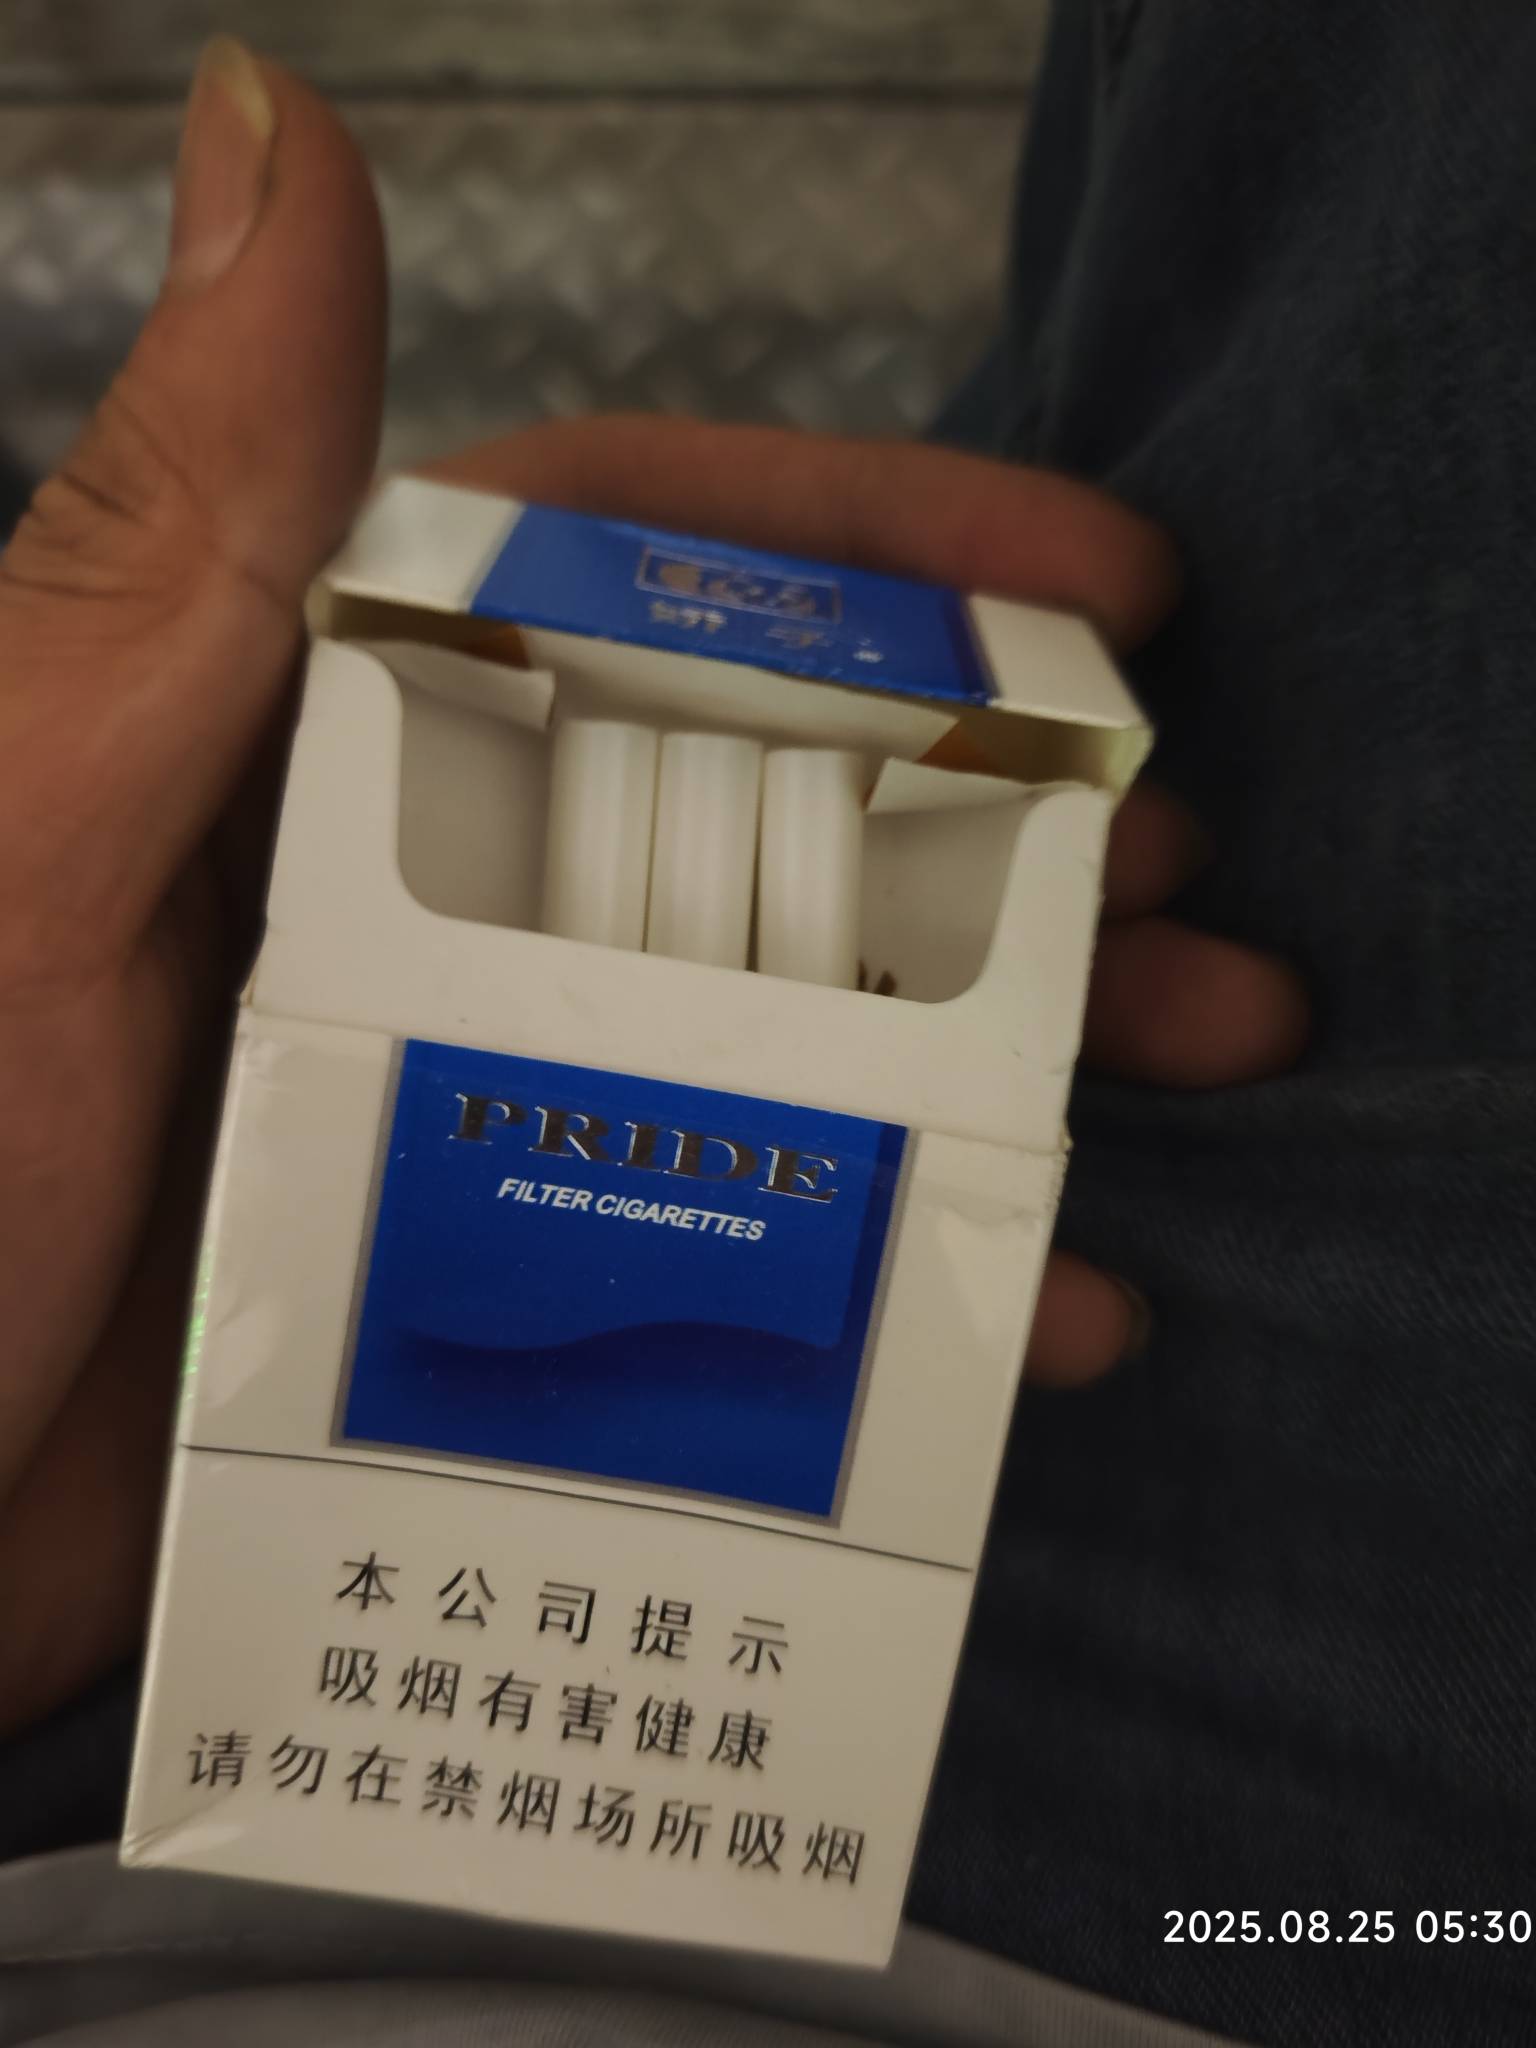 PRIDE
FILTER CIGARETTES
本公司提示
吸烟有害健康
请勿在禁烟场所吸烟
2025.08.25 05:30